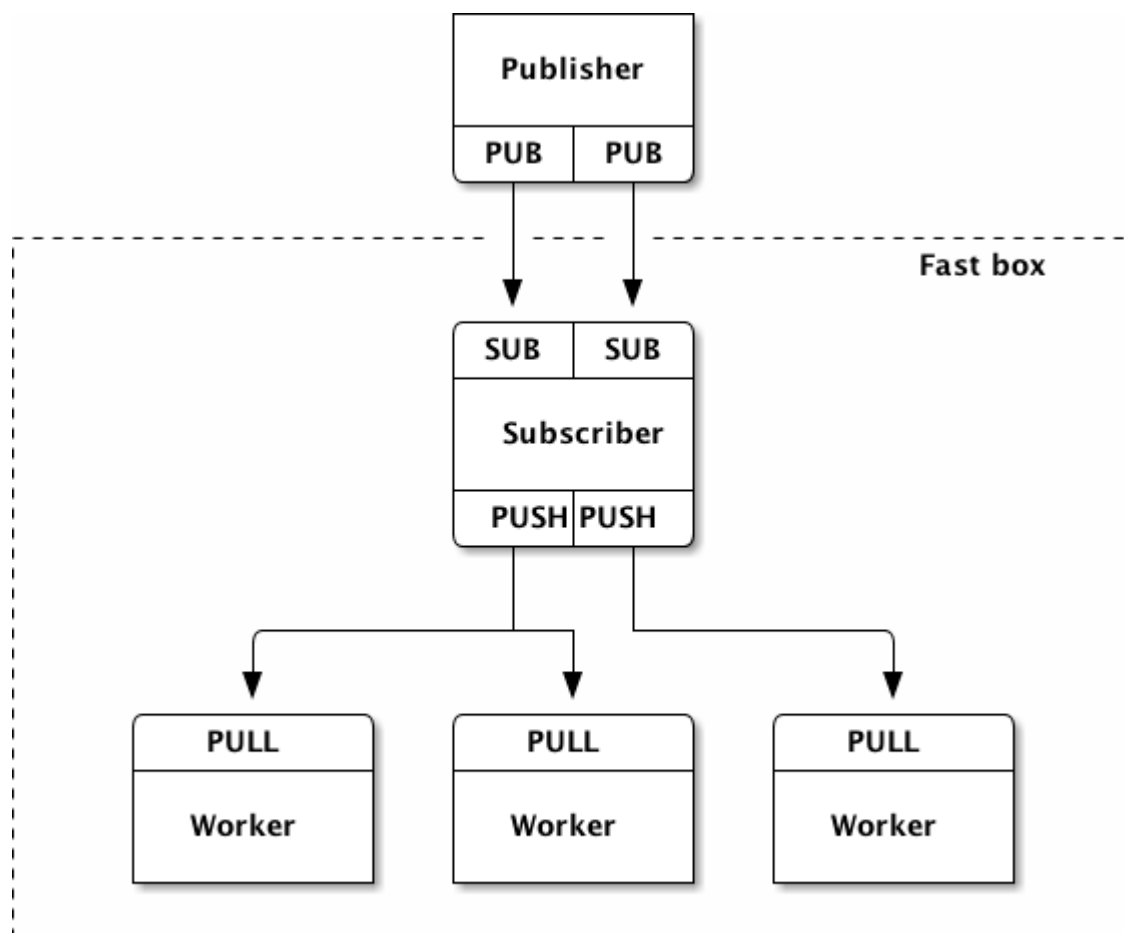 Publisher
PUB PUB
Fast box
SUB SUB
Subscriber
PUSH PUSH
PULL PULL PULL
Worker Worker Worker